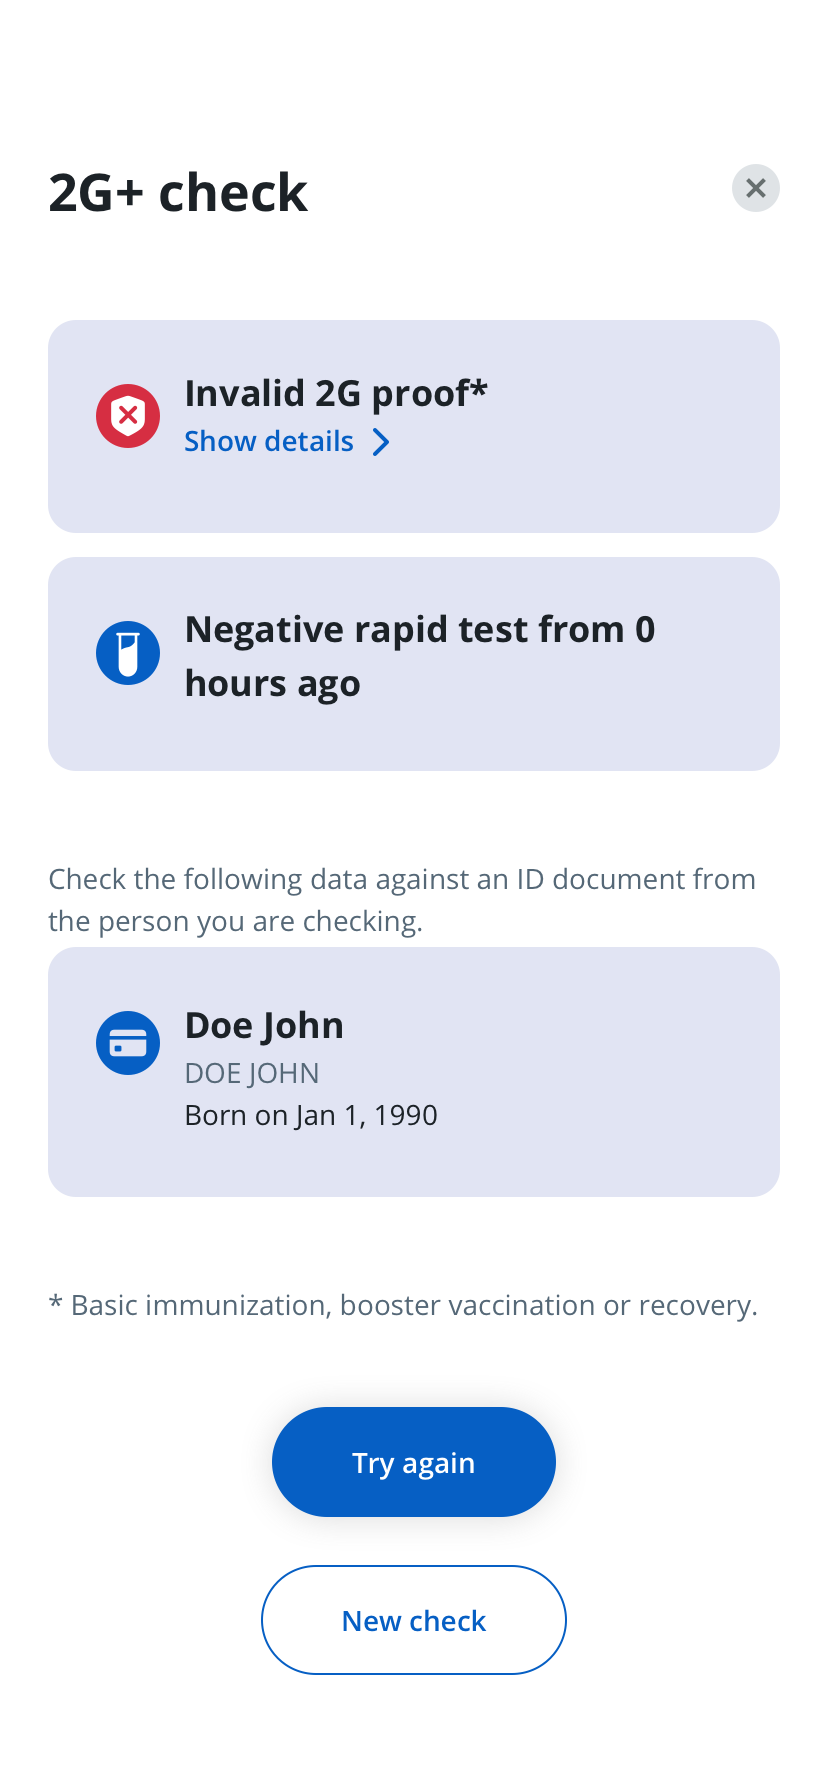 2G+ check
Invalid 2G proof*
Show details
Negative rapid test from 0
hours ago
Check the following data against an ID document from
the person you are checking.
Doe John
DOE JOHN
Born on Jan 1, 1990
* Basic immunization, booster vaccination or recovery.
Try again
New check